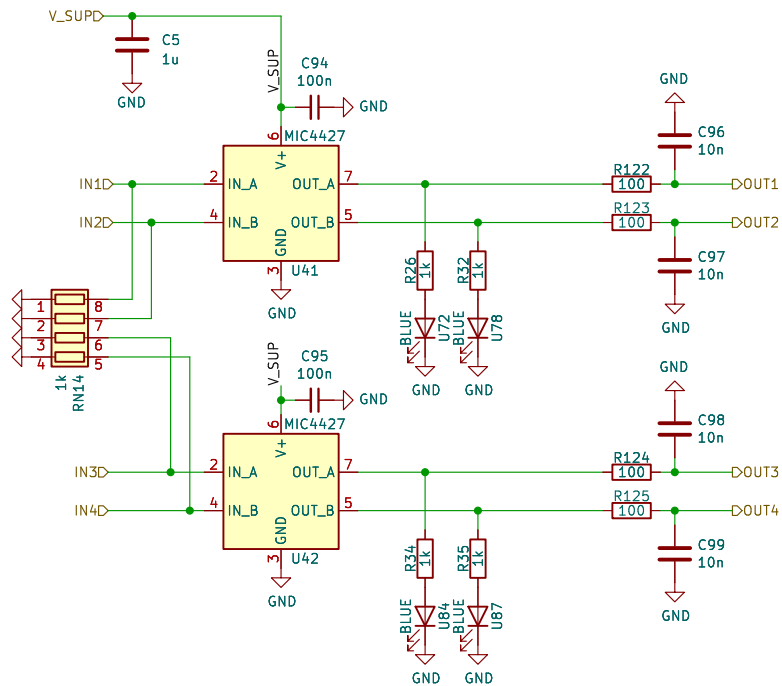 V_SUP
C5
1u
GND
V_SUP
C94
100n
GND
MIC4427
6
V+
IN1
2
IN_A
OUT_A
7
IN2
4
IN_B
OUT_B
5
GND
3
U41
GND
GND
C96
10n
R122
100
OUT1
R123
100
OUT2
C97
10n
GND
R26
1k
R32
1k
BLUE
U72
BLUE
U78
GND
GND
1
8
2
7
3
6
4
5
1k
RN14
V_SUP
C95
100n
GND
MIC4427
6
V+
IN3
2
IN_A
OUT_A
7
IN4
4
IN_B
OUT_B
5
GND
3
U42
GND
GND
C98
10n
R124
100
OUT3
R125
100
OUT4
C99
10n
GND
R34
1k
R35
1k
BLUE
U84
BLUE
U87
GND
GND